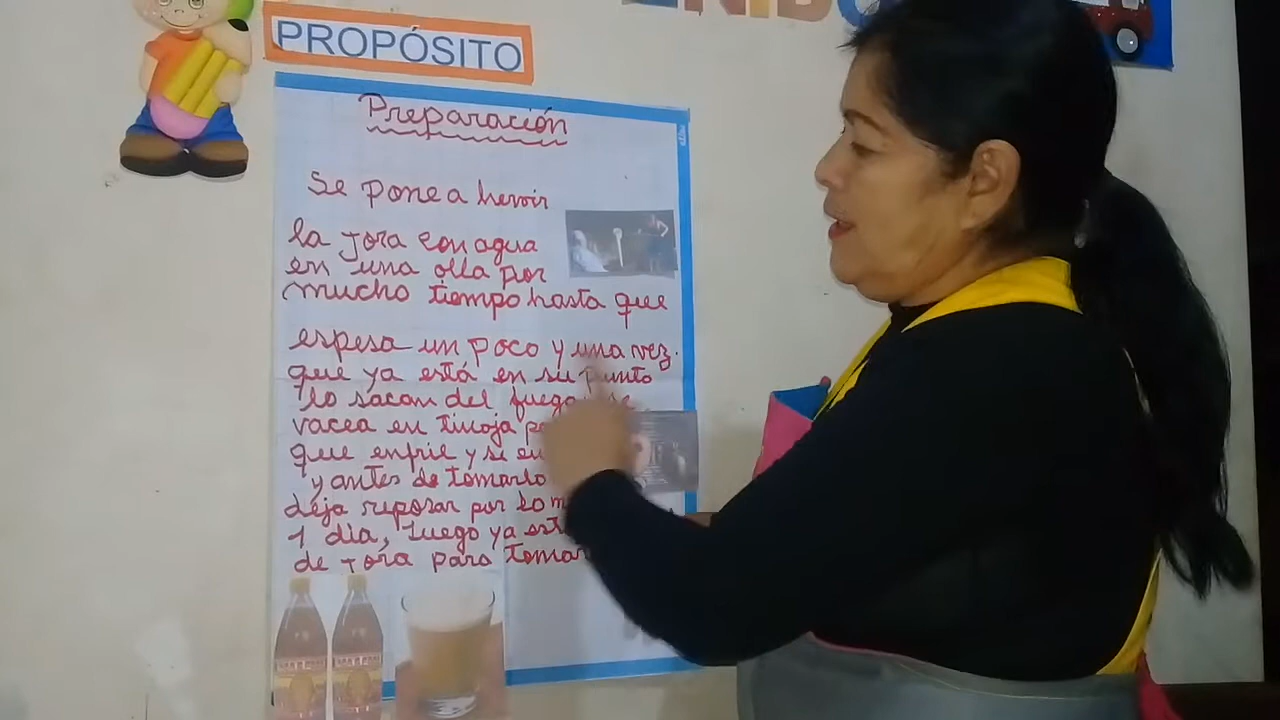 PROPÓSITO
Preparación
Se pone a hervir
la Jora con agua
en una olla por
mucho tiempo hasta que
espesa un poco y una vez
que ya está en su punto
lo sacan del
vacea en tinoja
que enfrie y se
y antes de tomarlo
deja reposar por lo
1 dia, luego ya
de Jora para